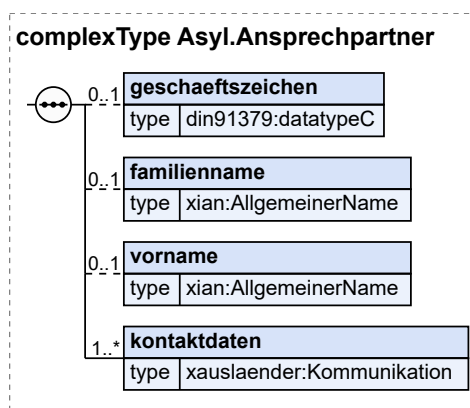 complexType Asyl.Ansprechpartner
0..1 geschaeftszeichen
type din91379:datatypeC
0..1 familienname
type xian:AllgemeinerName
0..1 vorname
type xian:AllgemeinerName
1..* kontaktdaten
type xauslaender:Kommunikation